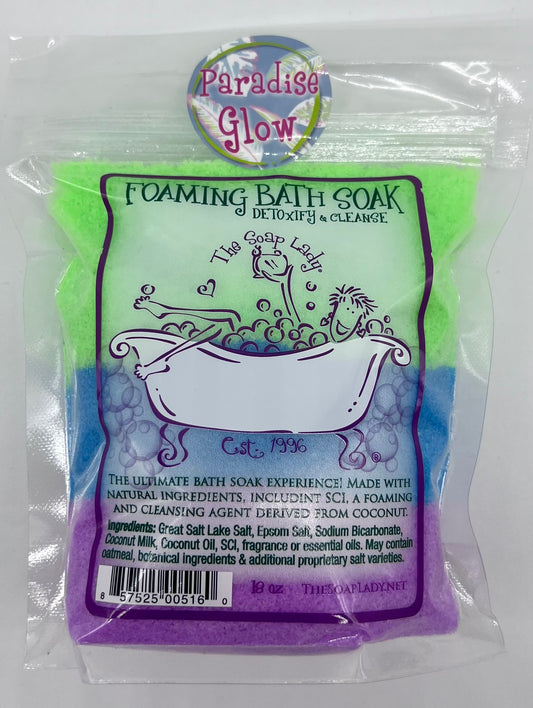 Paradise
Glow
FOAMING BATH SOAK
DETOXIFY & CLEANSE
The Soap Lady®
Est. 1996
®
THE ULTIMATE BATH SOAK EXPERIENCE! MADE WITH
NATURAL INGREDIENTS, INCLUDINT SCI, A FOAMING
AND CLEANSING AGENT DERIVED FROM COCONUT.
Ingredients: Great Salt Lake Salt, Epsom Salt, Sodium Bicarbonate,
Coconut Milk, Coconut Oil, SCI, fragrance or essential oils. May contain
oatmeal, botanical ingredients & additional proprietary salt varieties.
8 57525 00516 0
18 oz THESOAPLADY.NET